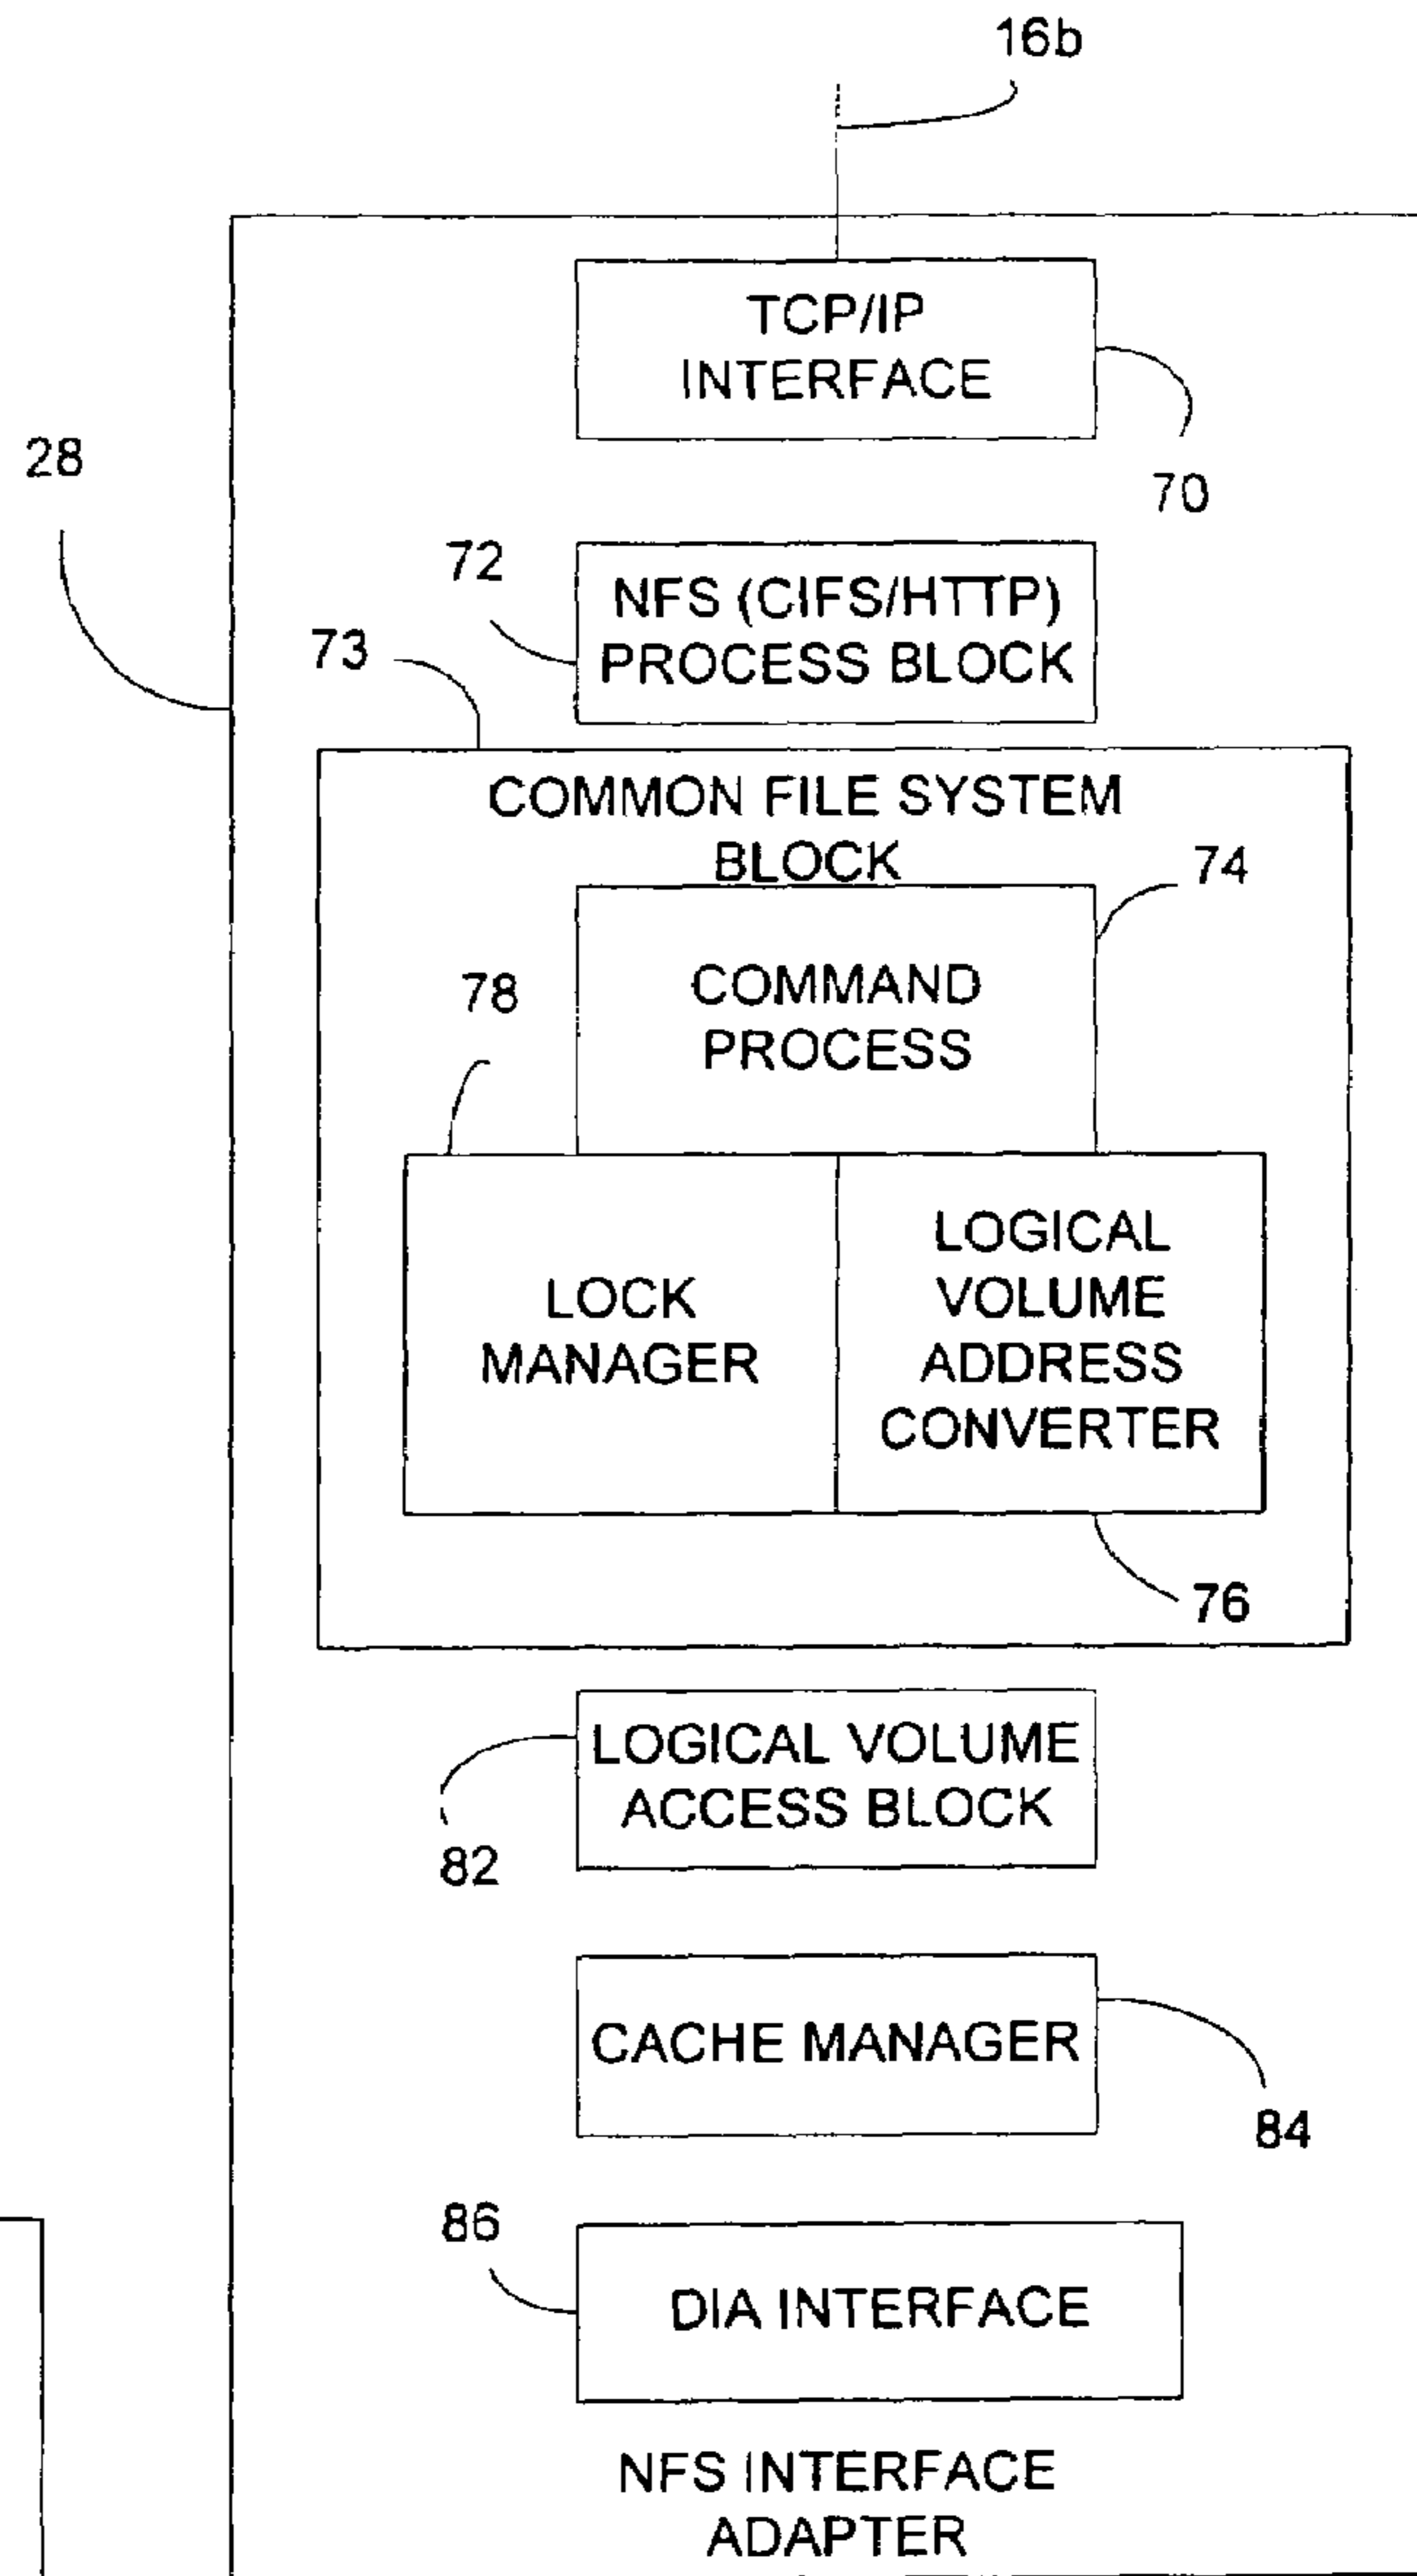 16b
TCP/IP
INTERFACE
28
70
72
NFS (CIFS/HTTP)
PROCESS BLOCK
73
COMMON FILE SYSTEM
BLOCK
74
COMMAND
PROCESS
78
LOCK
MANAGER
LOGICAL
VOLUME
ADDRESS
CONVERTER
76
LOGICAL VOLUME
ACCESS BLOCK
82
CACHE MANAGER
84
86
DIA INTERFACE
NFS INTERFACE
ADAPTER